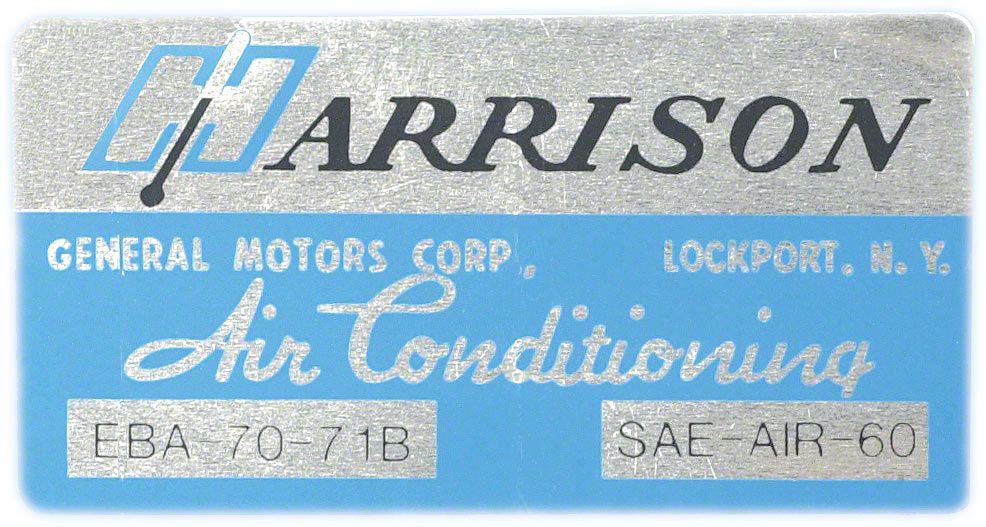 HARRISON
GENERAL MOTORS CORP., LOCKPORT, N. Y.
Air Conditioning
EBA-70-71B SAE-AIR-60